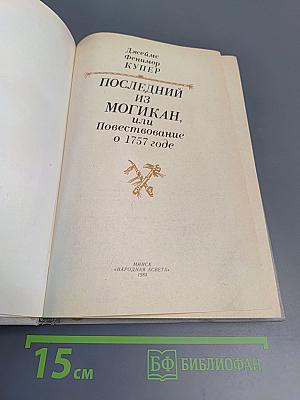 Джеймс
Фенимор
КУПЕР
ПОСЛЕДНИЙ
ИЗ
МОГИКАН,
или
Повествование
о 1757 годе
МИНСК
«НАРОДНАЯ АСВЕТА»
15 см
БФ БИБЛИОФАН